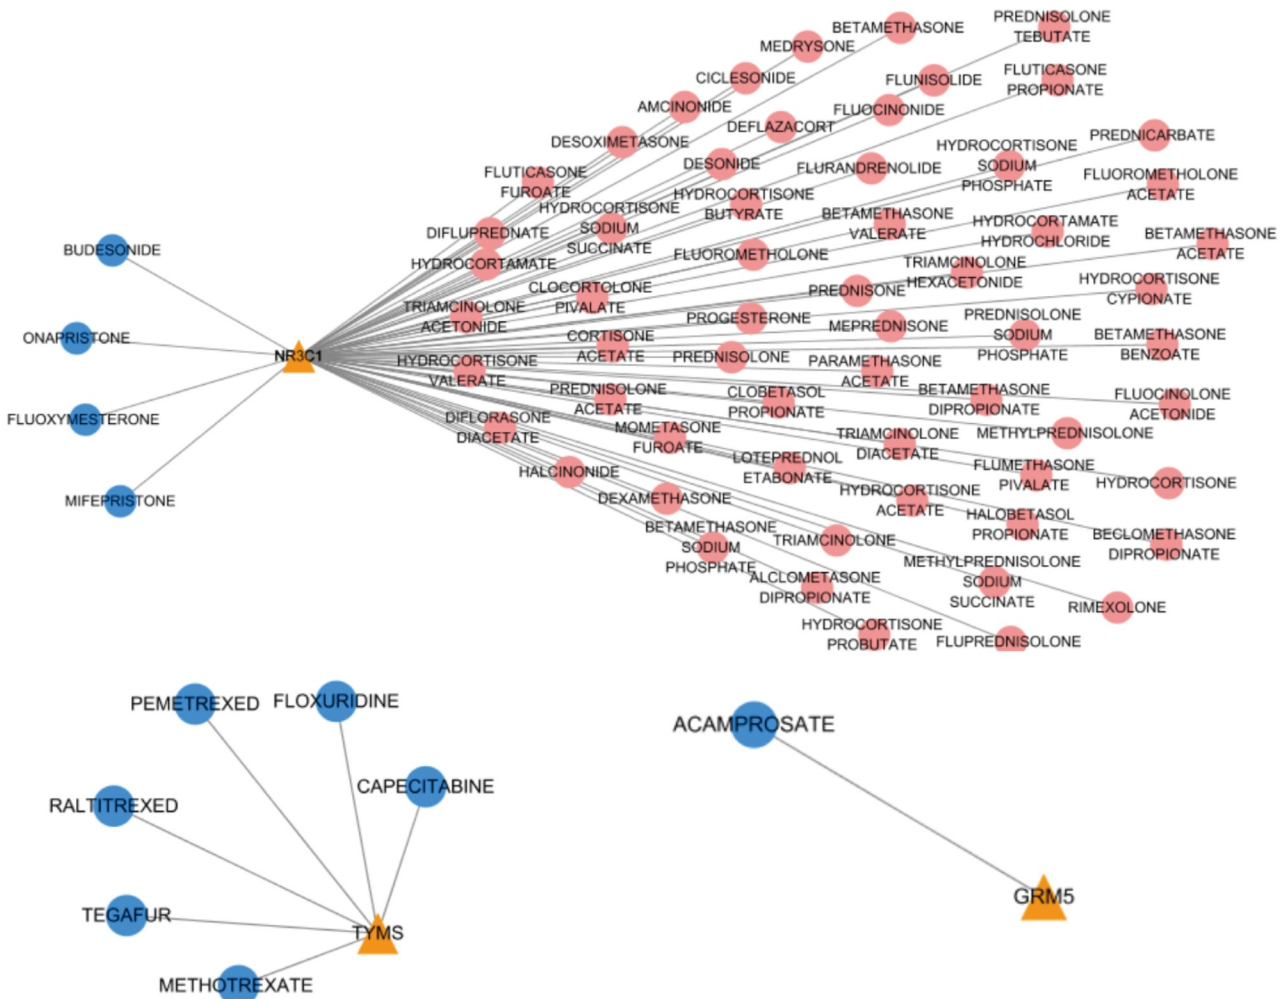 BETAMETHASONE
PREDNISOLONE
TEBUTATE
MEDRYSONE
CICLESONIDE
FLUNISOLIDE
FLUTICASONE
PROPIONATE
AMCINONIDE
FLUOCINONIDE
DESOXIMETASONE
DEFLAZACORT
PREDNICARBATE
HYDROCORTISONE
SODIUM
PHOSPHATE
FLUTICASONE
FUROATE
DESONIDE
FLURANDRENOLIDE
FLUOROMETHOLONE
ACETATE
HYDROCORTISONE
SODIUM
SUCCINATE
HYDROCORTISONE
BUTYRATE
BETAMETHASONE
VALERATE
HYDROCORTAMATE
HYDROCHLORIDE
BETAMETHASONE
ACETATE
DIFLUPREDNATE
BUDESONIDE
HYDROCORTAMATE
FLUOROMETHOLONE
TRIAMCINOLONE
HEXACETONIDE
HYDROCORTISONE
CYPIONATE
CLOCORTOLONE
PIVALATE
PREDNISONE
TRIAMCINOLONE
ACETONIDE
PROGESTERONE
MEPREDNISONE
PREDNISOLONE
SODIUM
PHOSPHATE
BETAMETHASONE
BENZOATE
ONAPRISTONE
CORTISONE
ACETATE
NR3C1
HYDROCORTISONE
VALERATE
PREDNISOLONE
PARAMETHASONE
ACETATE
PREDNISOLONE
ACETATE
CLOBETASOL
PROPIONATE
BETAMETHASONE
DIPROPIONATE
FLUOCINOLONE
ACETONIDE
FLUOXYMESTERONE
DIFLORASONE
DIACETATE
MOMETASONE
FUROATE
TRIAMCINOLONE
DIACETATE
METHYLPREDNISOLONE
HALCINONIDE
LOTEPREDNOL
ETABONATE
FLUMETHASONE
PIVALATE
HYDROCORTISONE
MIFEPRISTONE
DEXAMETHASONE
HYDROCORTISONE
ACETATE
HALOBETASOL
PROPIONATE
BECLOMETHASONE
DIPROPIONATE
BETAMETHASONE
SODIUM
PHOSPHATE
TRIAMCINOLONE
METHYLPREDNISOLONE
SODIUM
SUCCINATE
ALCLOMETASONE
DIPROPIONATE
RIMEXOLONE
HYDROCORTISONE
PROBUTATE
FLUPREDNISOLONE
PEMETREXED
FLOXURIDINE
ACAMPROSATE
CAPECITABINE
RALTITREXED
GRM5
TEGAFUR
TYMS
METHOTREXATE